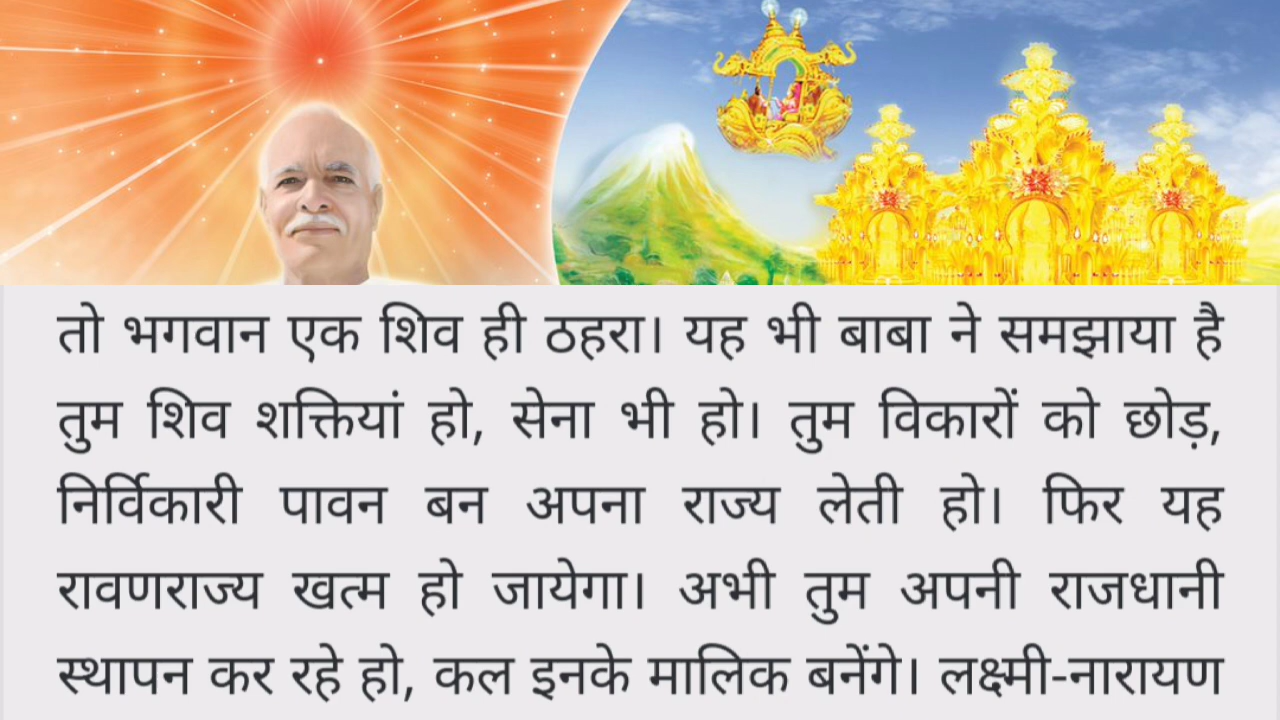 तो भगवान एक शिव ही ठहरा। यह भी बाबा ने समझाया है
तुम शिव शक्तियां हो, सेना भी हो। तुम विकारों को छोड़,
निर्विकारी पावन बन अपना राज्य लेती हो। फिर यह
रावणराज्य खत्म हो जायेगा। अभी तुम अपनी राजधानी
स्थापन कर रहे हो, कल इनके मालिक बनेंगे। लक्ष्मी-नारायण